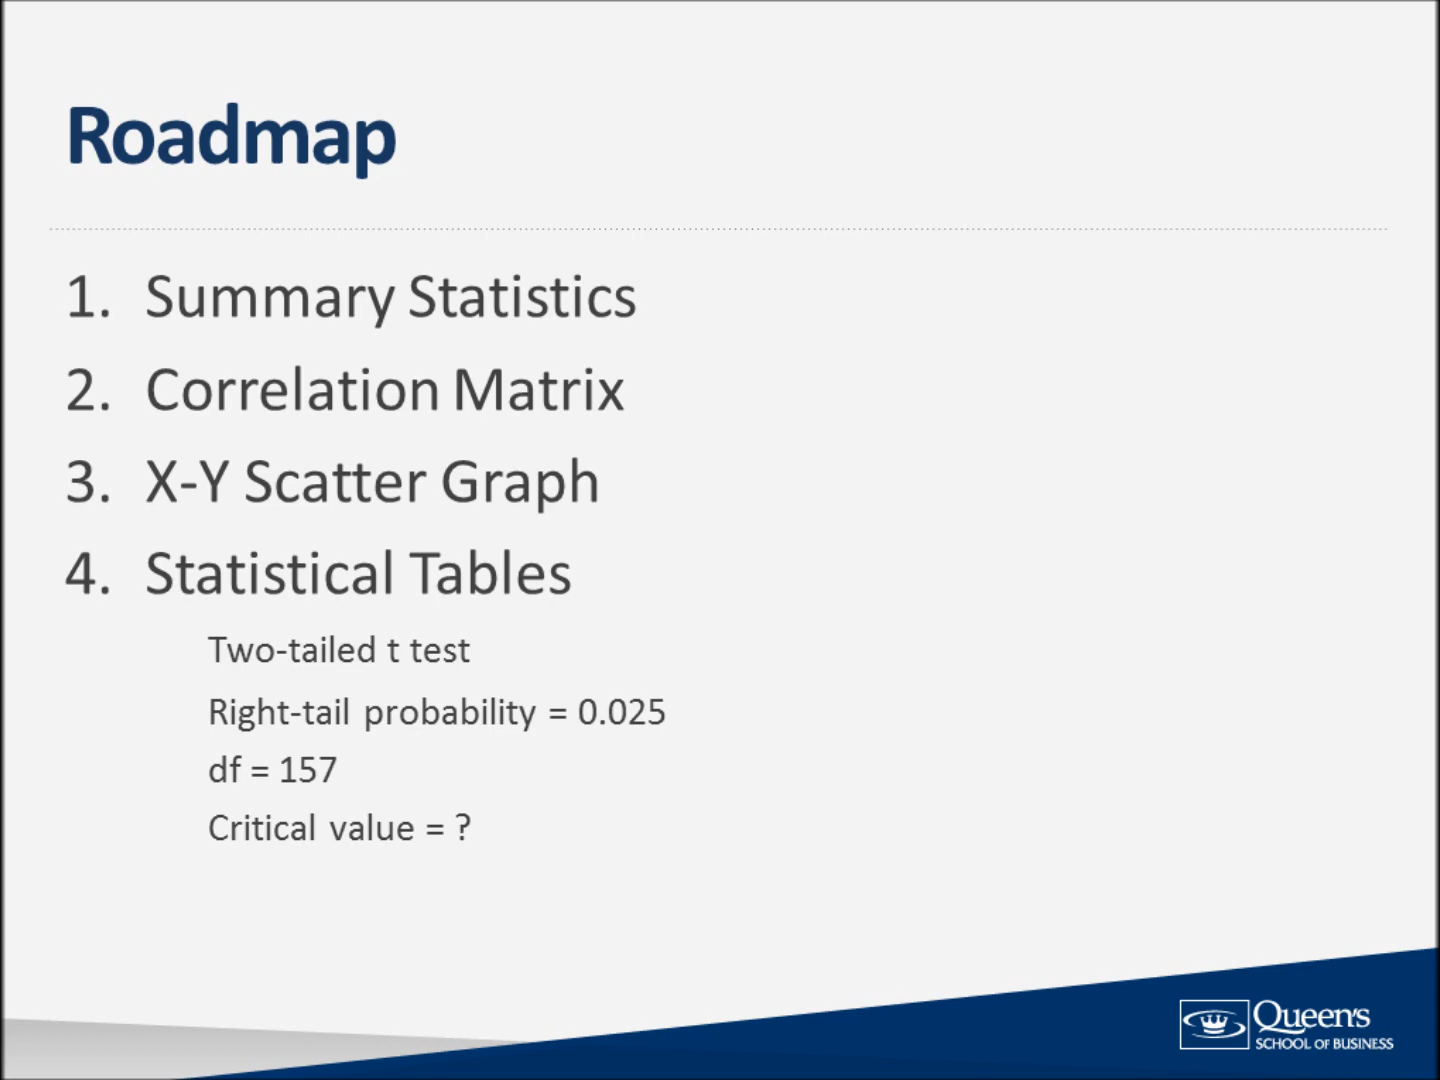 Roadmap
1. Summary Statistics
2. Correlation Matrix
3. X-Y Scatter Graph
4. Statistical Tables
Two-tailed t test
Right-tail probability = 0.025
df = 157
Critical value = ?
Queen's
SCHOOL OF BUSINESS